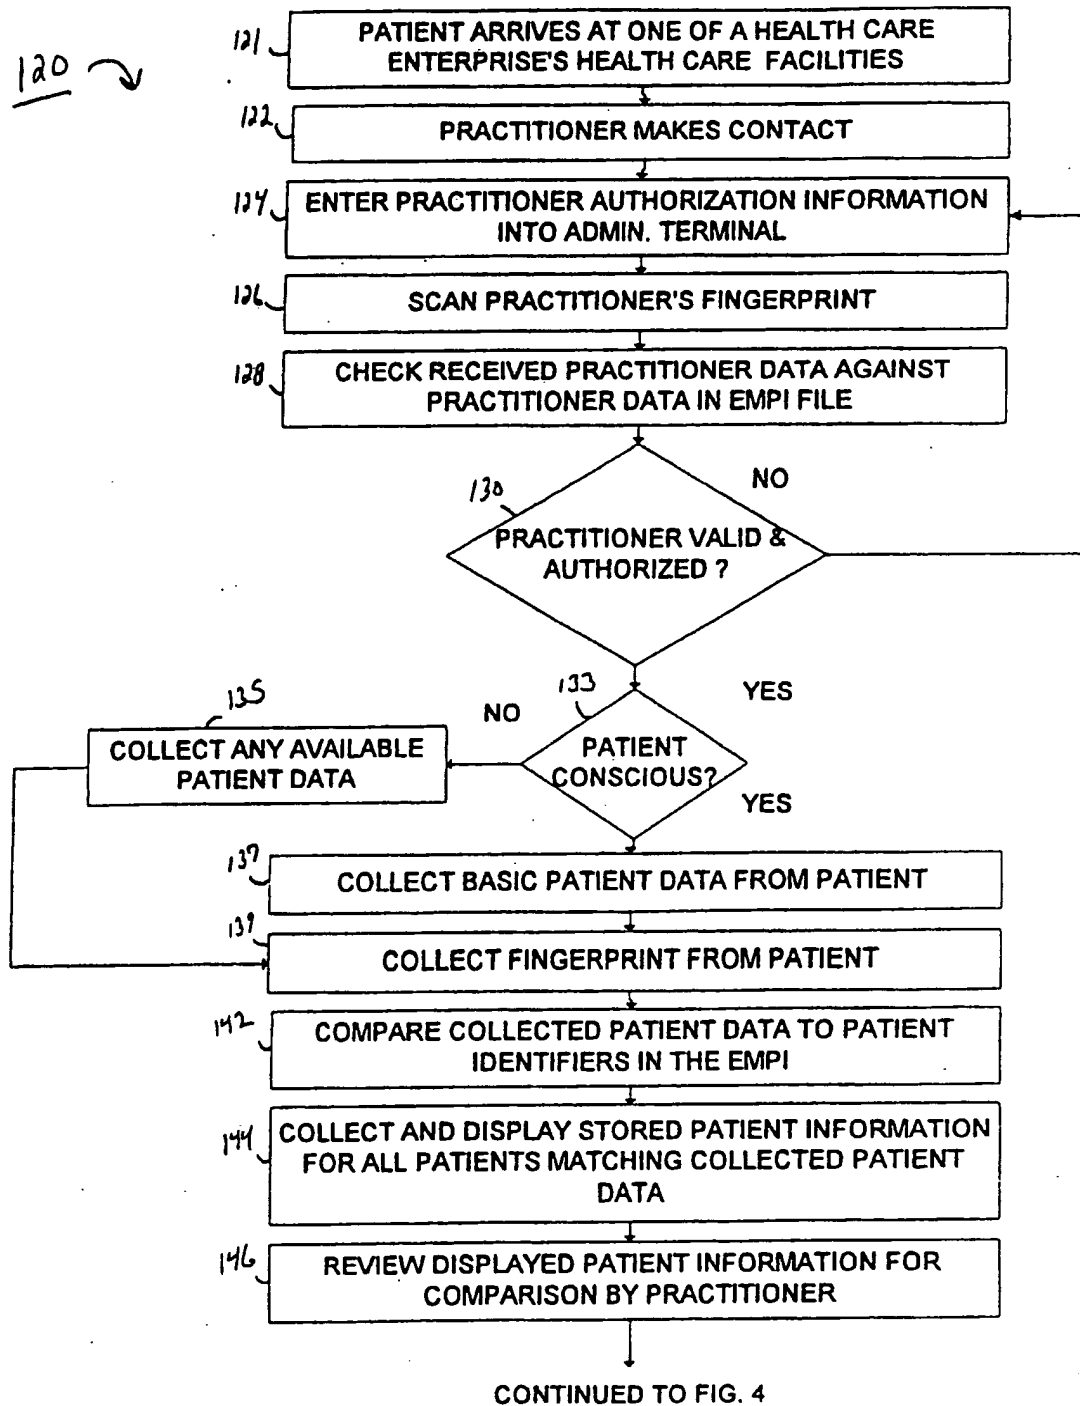 120
121
PATIENT ARRIVES AT ONE OF A HEALTH CARE
ENTERPRISE'S HEALTH CARE FACILITIES
122
PRACTITIONER MAKES CONTACT
124
ENTER PRACTITIONER AUTHORIZATION INFORMATION
INTO ADMIN. TERMINAL
126
SCAN PRACTITIONER'S FINGERPRINT
128
CHECK RECEIVED PRACTITIONER DATA AGAINST
PRACTITIONER DATA IN EMPI FILE
130
NO
PRACTITIONER VALID &
AUTHORIZED ?
YES
133
NO
PATIENT
CONSCIOUS?
YES
135
COLLECT ANY AVAILABLE
PATIENT DATA
137
COLLECT BASIC PATIENT DATA FROM PATIENT
139
COLLECT FINGERPRINT FROM PATIENT
142
COMPARE COLLECTED PATIENT DATA TO PATIENT
IDENTIFIERS IN THE EMPI
144
COLLECT AND DISPLAY STORED PATIENT INFORMATION
FOR ALL PATIENTS MATCHING COLLECTED PATIENT
DATA
146
REVIEW DISPLAYED PATIENT INFORMATION FOR
COMPARISON BY PRACTITIONER
CONTINUED TO FIG. 4